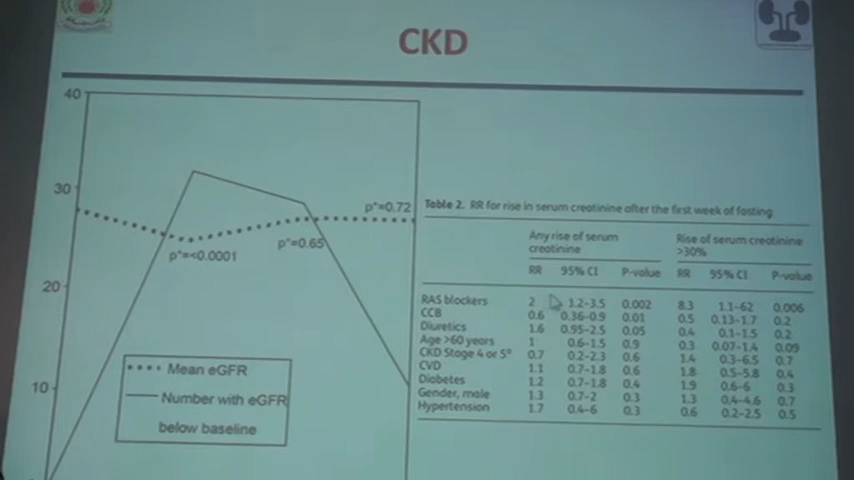 CKD
40
30
20
10
p*=<0.0001
p*=0.65
p*=0.72
Mean eGFR
Number with eGFR
below baseline
Table 2. RR for rise in serum creatinine after the first week of fasting
Any rise of serum creatinine Rise of serum creatinine >30%
RR 95% CI P-value RR 95% CI P-value
RAS blockers 2 1.2–3.5 0.002 8.3 1.1–62 0.006
CCB 0.6 0.36–0.9 0.01 0.5 0.13–1.7 0.2
Diuretics 1.6 0.95–2.5 0.05 0.4 0.1–1.5 0.2
Age >60 years 1 0.6–1.5 0.9 0.3 0.07–1.4 0.09
CKD Stage 4 or 5° 0.7 0.2–2.3 0.6 1.4 0.3–6.5 0.7
CVD 1.1 0.7–1.8 0.6 1.8 0.5–5.8 0.4
Diabetes 1.2 0.7–1.8 0.4 1.9 0.6–6 0.3
Gender, male 1.3 0.7–2 0.3 1.3 0.4–4.6 0.7
Hypertension 1.7 0.4–6 0.3 0.6 0.2–2.5 0.5